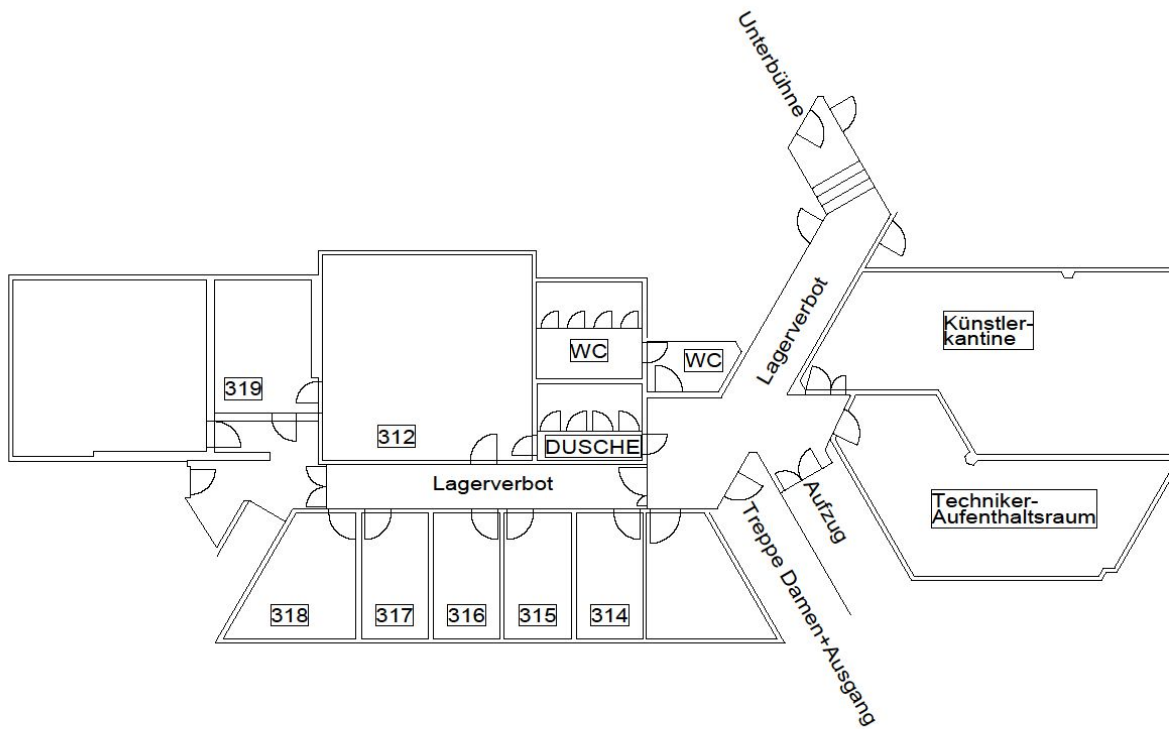 Unterbühne
Lagerverbot
Künstler-
kantine
WC
WC
319
312
DUSCHE
Lagerverbot
Aufzug
Techniker-
Aufenthaltsraum
Treppe Damen+Ausgang
318
317
316
315
314